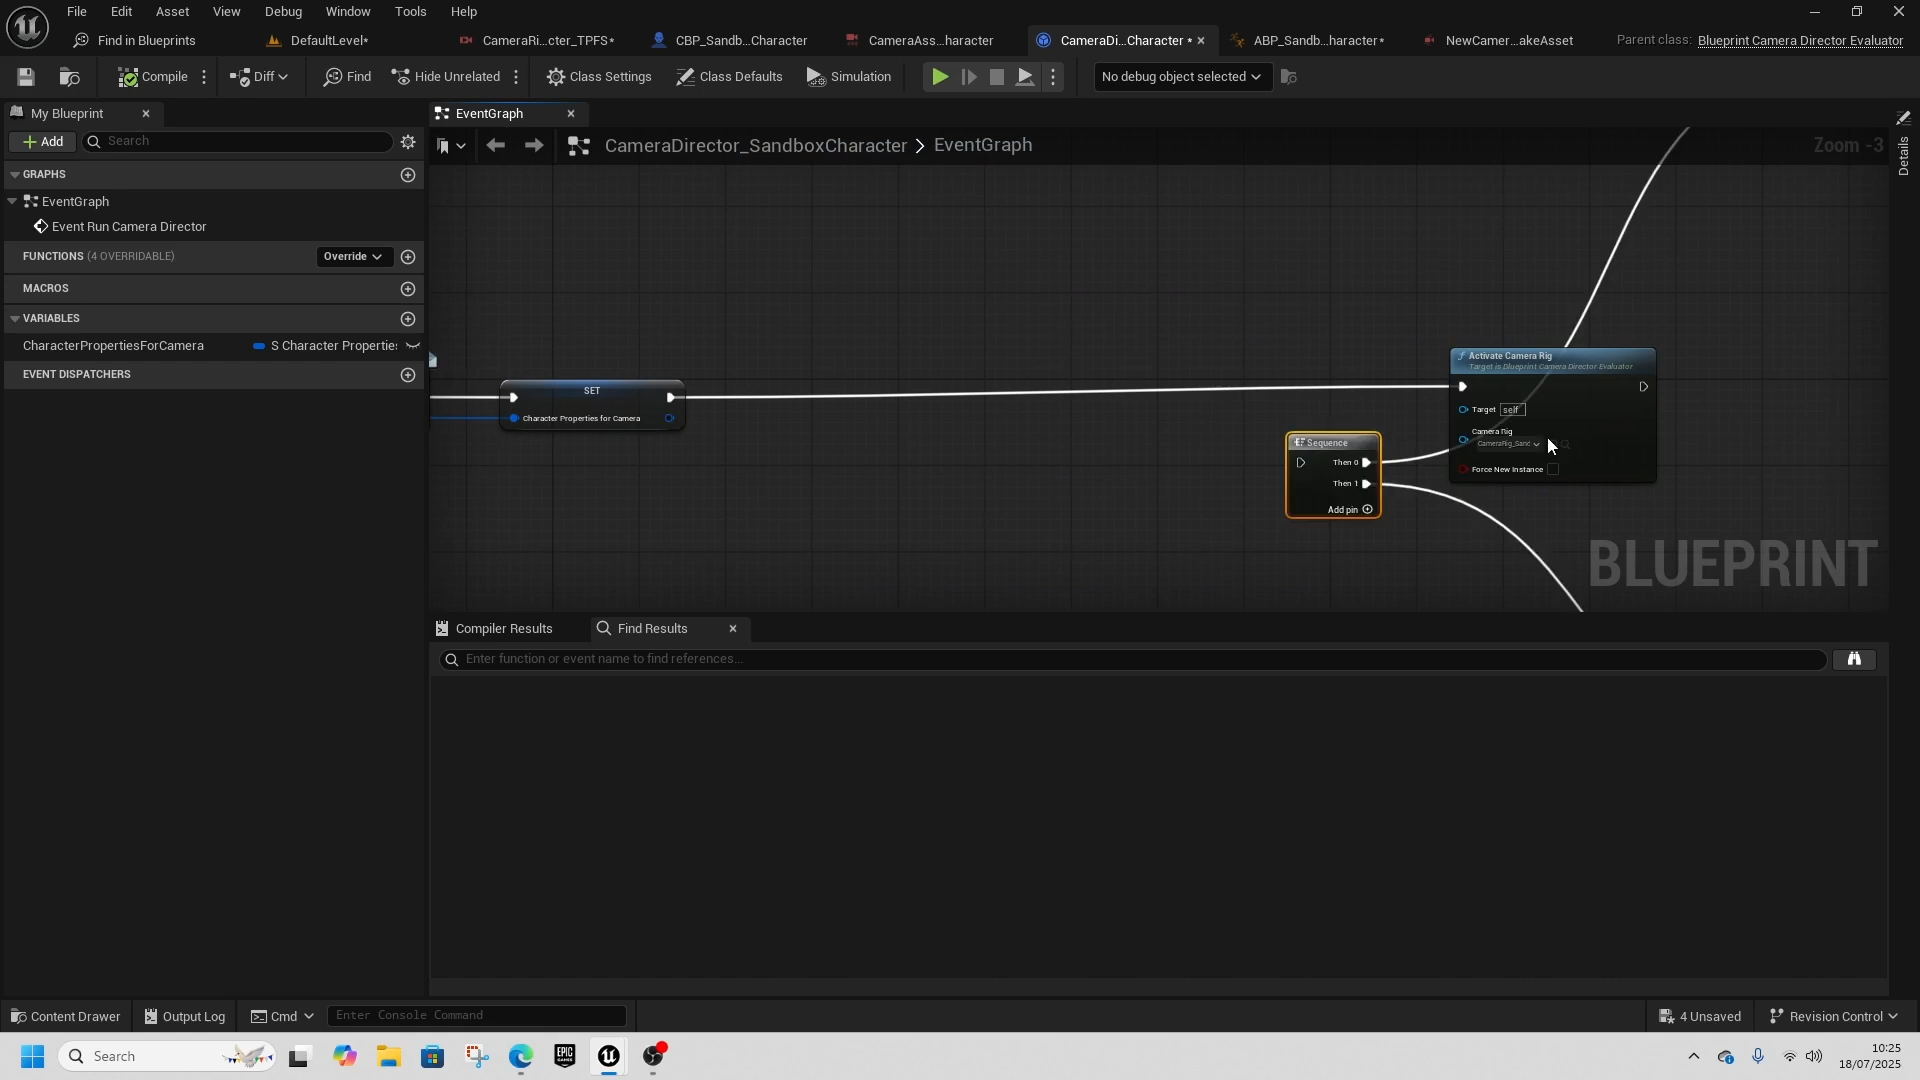 File Edit Asset View Debug Window Tools Help
Find in Blueprints DefaultLevel* CameraRi...cter_TPFS* CBP_Sandb...Character CameraAss...haracter CameraDi...Character * ABP_Sandb...haracter* NewCamer...akeAsset Parent class: Blueprint Camera Director Evaluator
Compile Diff Find Hide Unrelated Class Settings Class Defaults Simulation No debug object selected
My Blueprint
Add Search
GRAPHS
EventGraph
Event Run Camera Director
FUNCTIONS (4 OVERRIDABLE) Override
MACROS
VARIABLES
CharacterPropertiesForCamera S Character Properties
EVENT DISPATCHERS
EventGraph
CameraDirector_SandboxCharacter > EventGraph Zoom -3
SET
Character Properties for Camera
Sequence
Then 0
Then 1
Add pin
Activate Camera Rig
Target is Blueprint Camera Director Evaluator
Target self
Camera Rig
CameraRig_Sand
Force New Instance
BLUEPRINT
Details
Compiler Results Find Results
Enter function or event name to find references...
Content Drawer Output Log Cmd Enter Console Command 4 Unsaved Revision Control
Search EPIC GAMES 10:25
18/07/2025